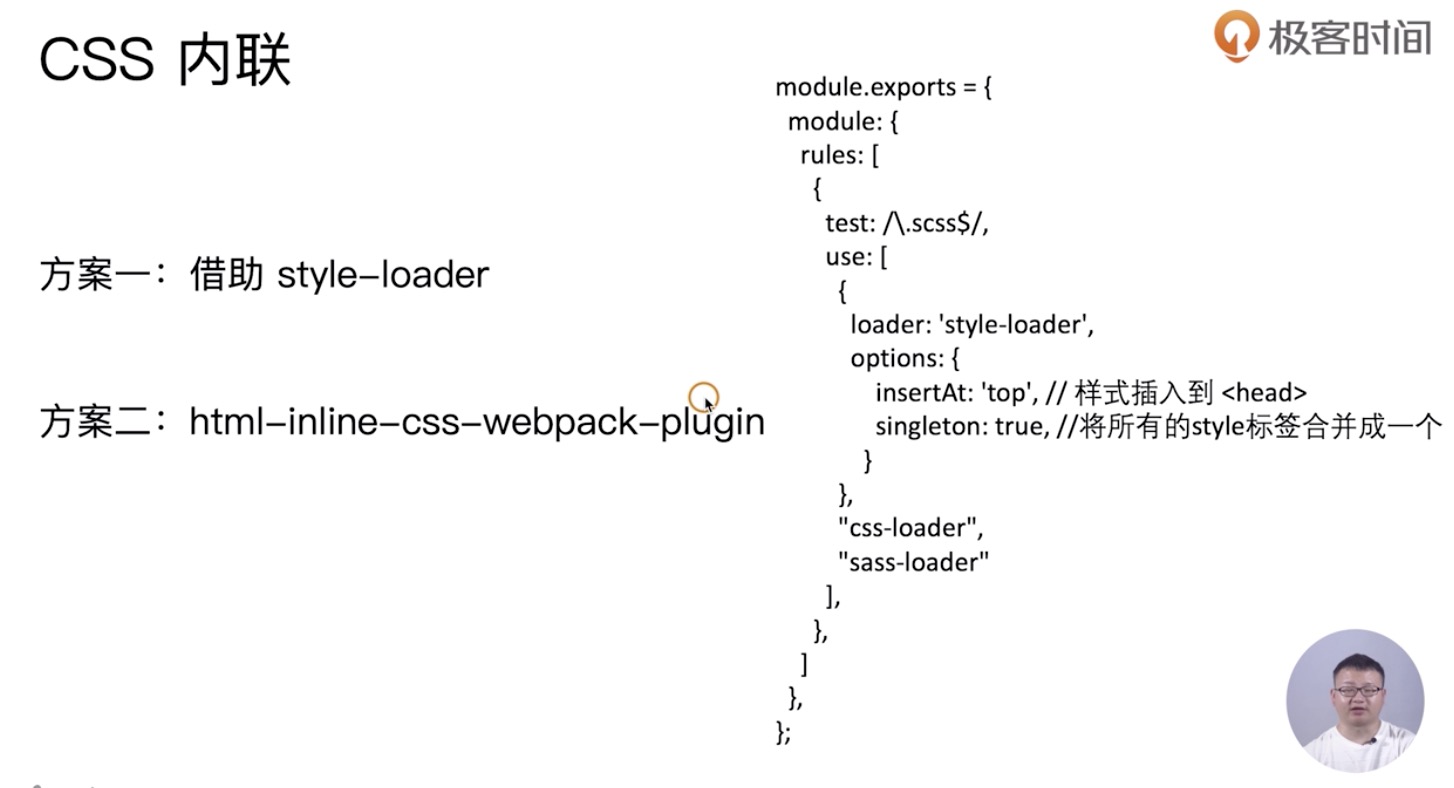 CSS 内联
极客时间
方案一：借助 style-loader
方案二：html-inline-css-webpack-plugin
module.exports = {
module: {
rules: [
{
test: /\.scss$/,
use: [
{
loader: 'style-loader',
options: {
insertAt: 'top', // 样式插入到 <head>
singleton: true, //将所有的style标签合并成一个
}
},
"css-loader",
"sass-loader"
],
},
]
},
};